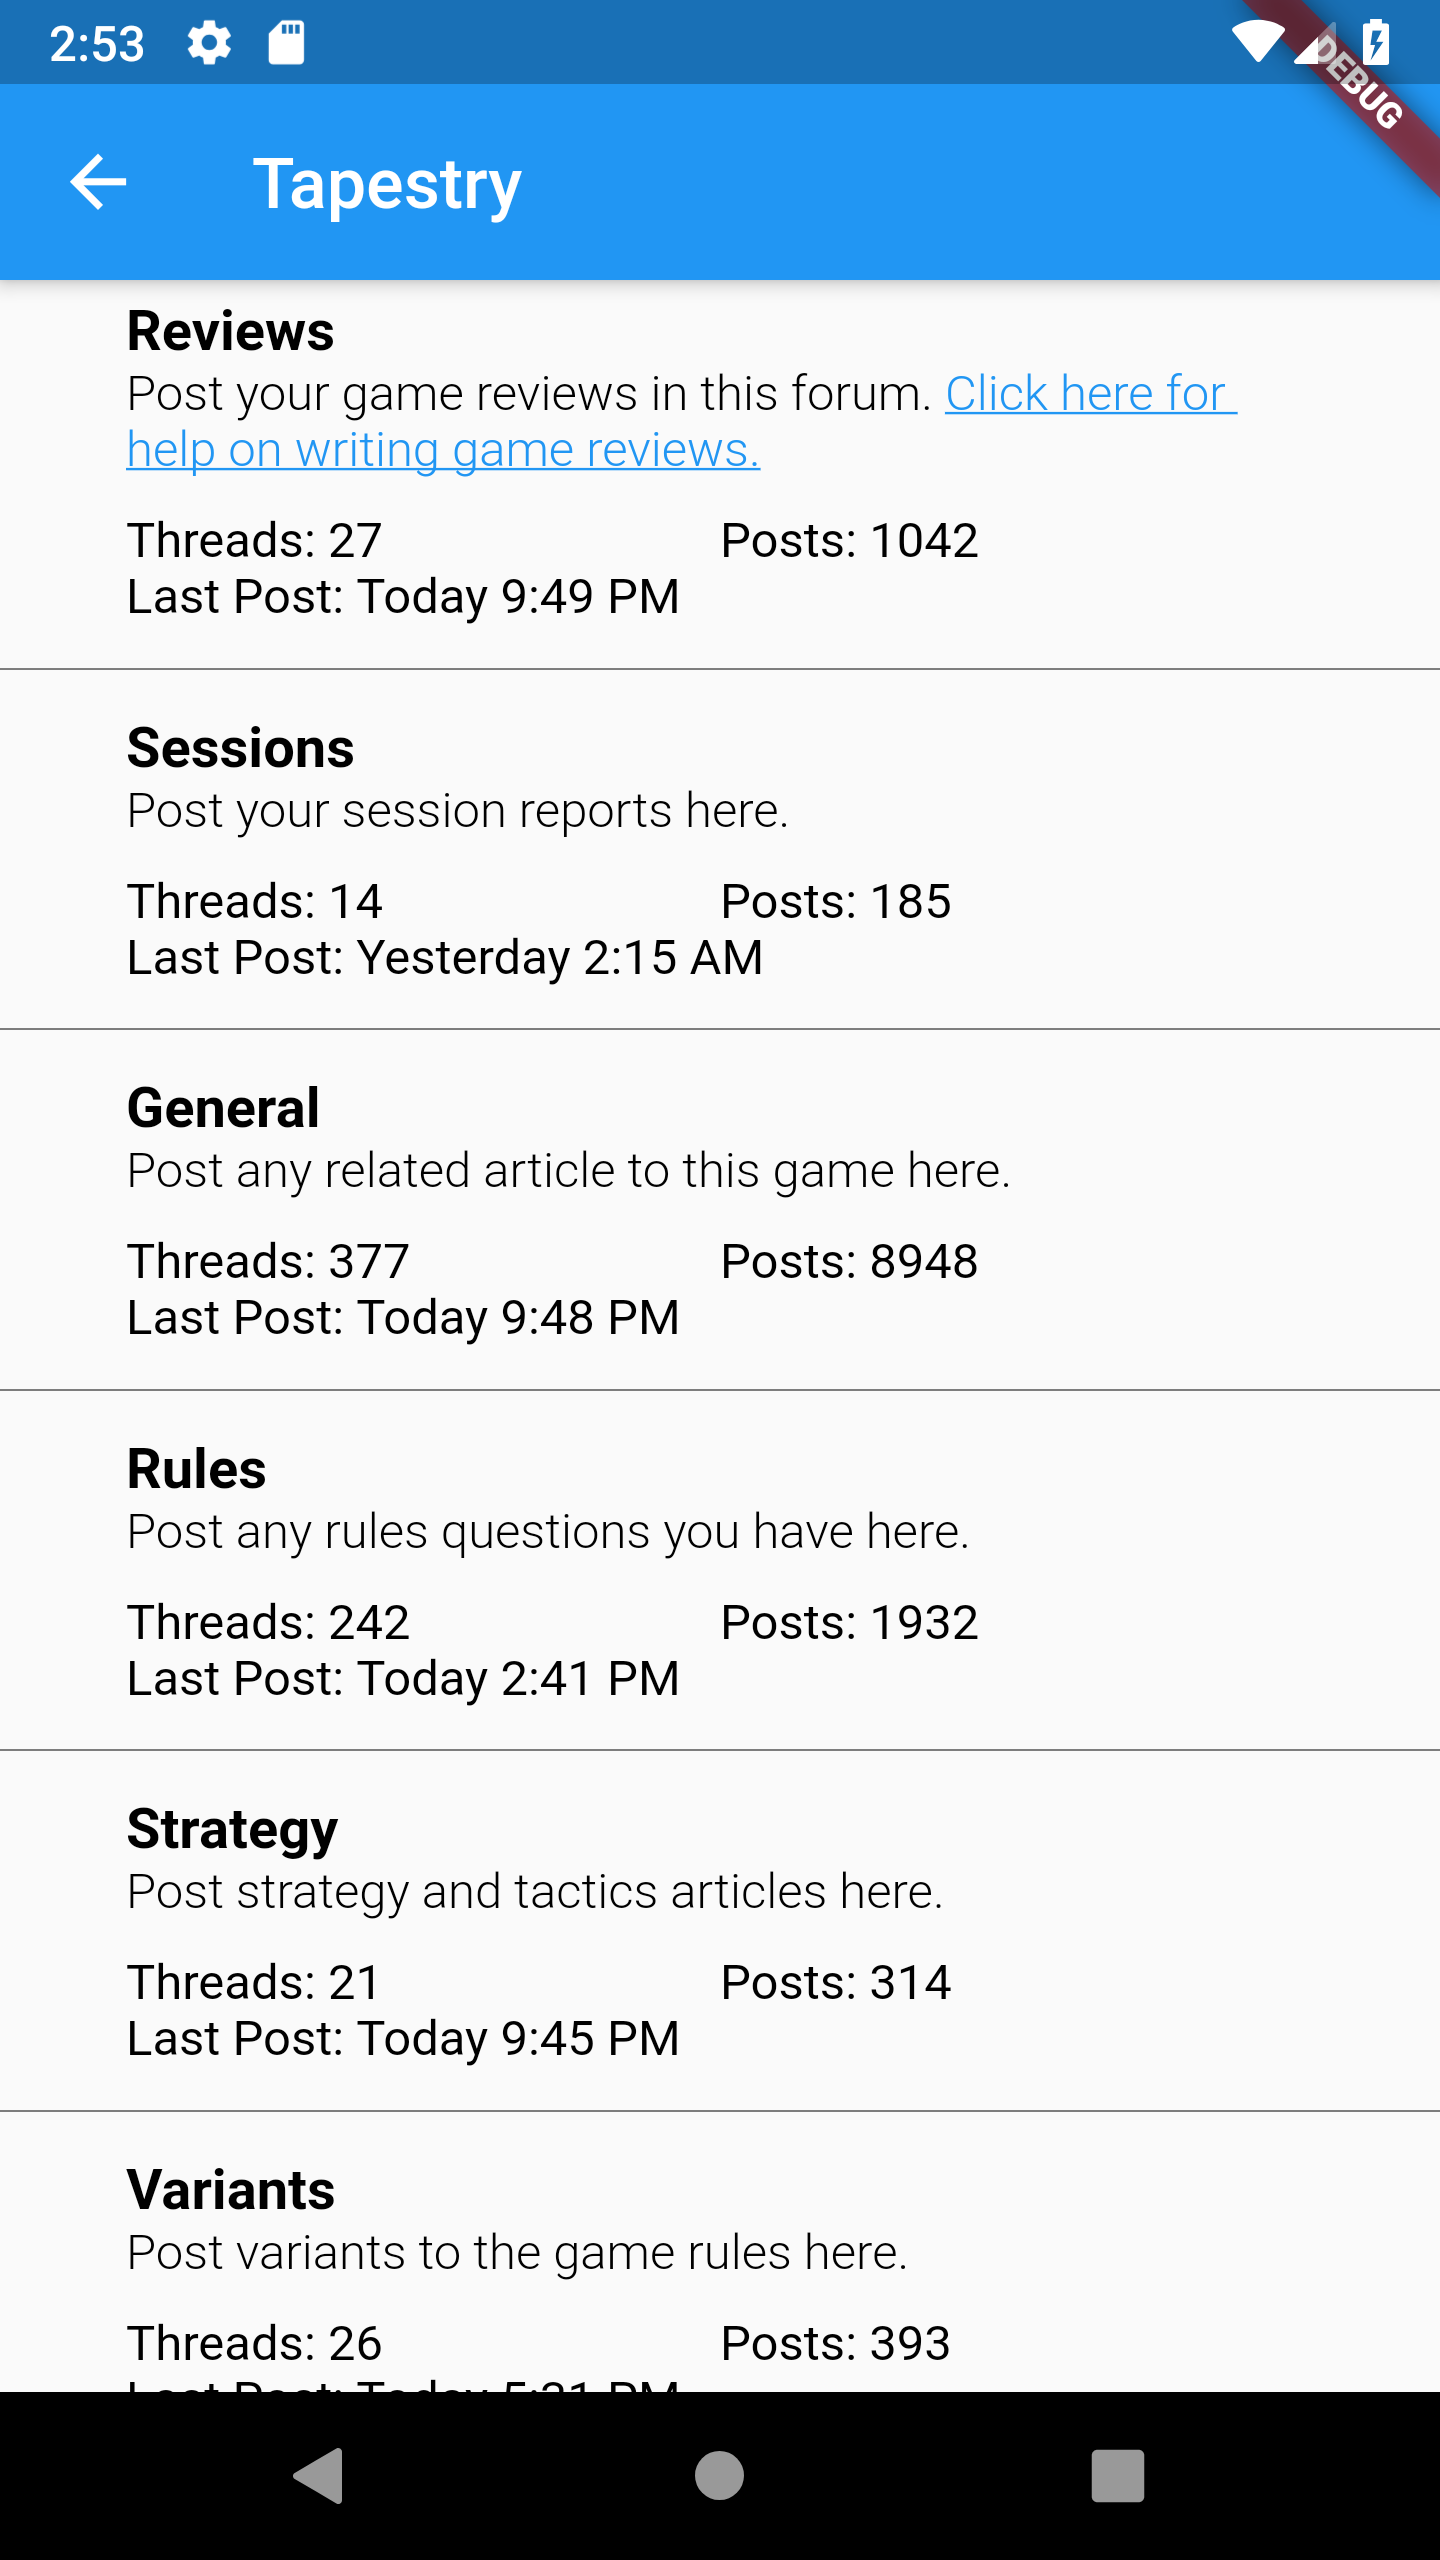 2:53
DEBUG
Tapestry
Reviews
Post your game reviews in this forum. Click here for
help on writing game reviews.
Threads: 27 Posts: 1042
Last Post: Today 9:49 PM
Sessions
Post your session reports here.
Threads: 14 Posts: 185
Last Post: Yesterday 2:15 AM
General
Post any related article to this game here.
Threads: 377 Posts: 8948
Last Post: Today 9:48 PM
Rules
Post any rules questions you have here.
Threads: 242 Posts: 1932
Last Post: Today 2:41 PM
Strategy
Post strategy and tactics articles here.
Threads: 21 Posts: 314
Last Post: Today 9:45 PM
Variants
Post variants to the game rules here.
Threads: 26 Posts: 393
Last Post: Today PM